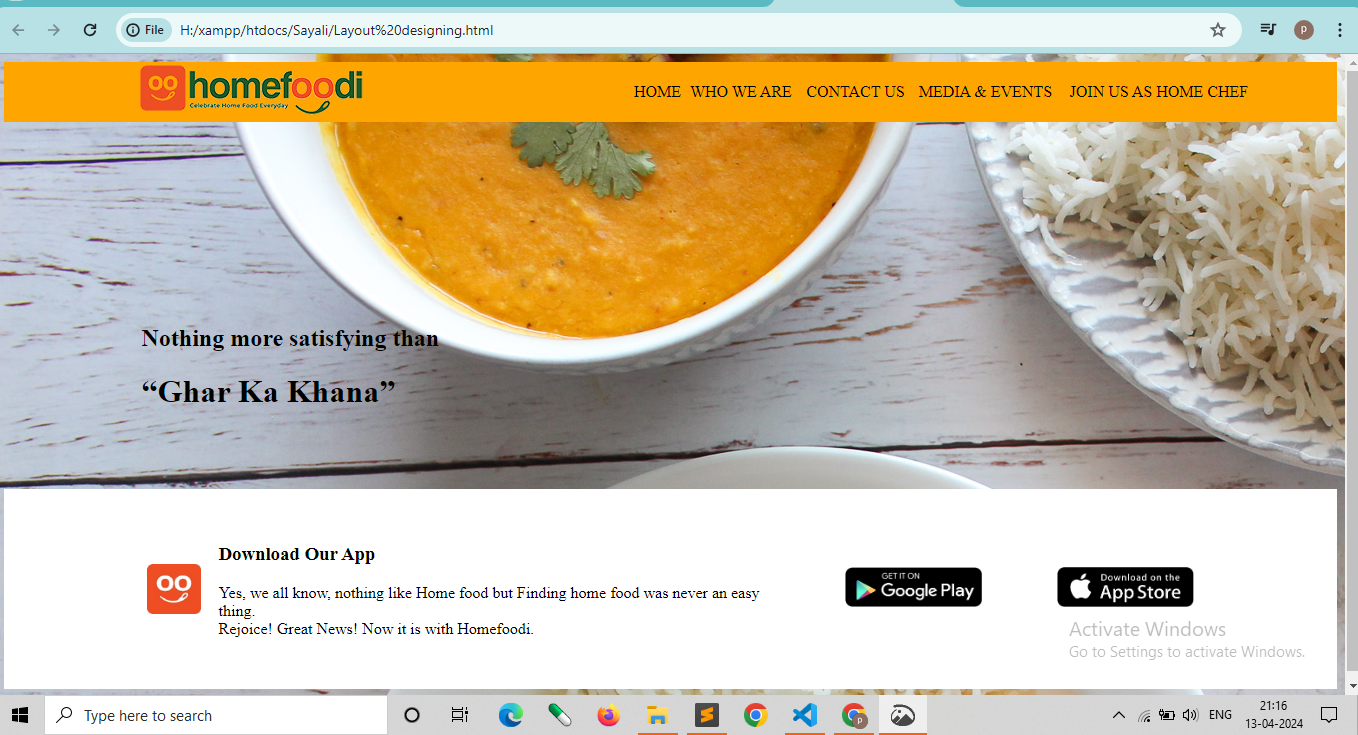 File
H:/xampp/htdocs/Sayali/Layout%20designing.html
p
homefoodi
Celebrate Home Food Everyday
HOME WHO WE ARE CONTACT US MEDIA & EVENTS JOIN US AS HOME CHEF
Nothing more satisfying than
“Ghar Ka Khana”
Download Our App
Yes, we all know, nothing like Home food but Finding home food was never an easy
thing.
Rejoice! Great News! Now it is with Homefoodi.
GET IT ON
Google Play
Download on the
App Store
Activate Windows
Go to Settings to activate Windows.
Type here to search
p
ENG
21:16
13-04-2024